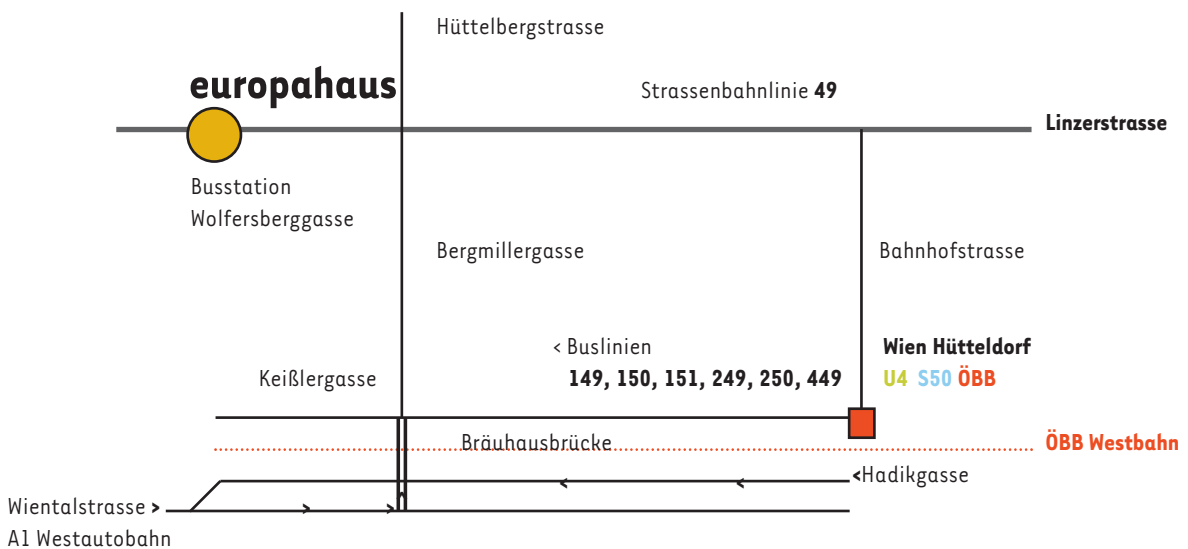 Hüttelbergstrasse
europahaus
Strassenbahnlinie 49
Linzerstrasse
Busstation
Wolfersberggasse
Bergmillergasse
Bahnhofstrasse
< Buslinien
149, 150, 151, 249, 250, 449
Wien Hütteldorf
U4 S50 ÖBB
Keißlergasse
Bräuhausbrücke
ÖBB Westbahn
<Hadikgasse
Wientalstrasse >
A1 Westautobahn